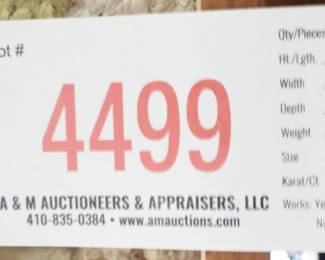 ot #
4499
A & M AUCTIONEERS & APPRAISERS, LLC
410-835-0384 • www.amauctions.com
Qty/Pieces
Ht./Lgth.
Width
Depth
Weight
Size
Karat/Ct
Works: Ye